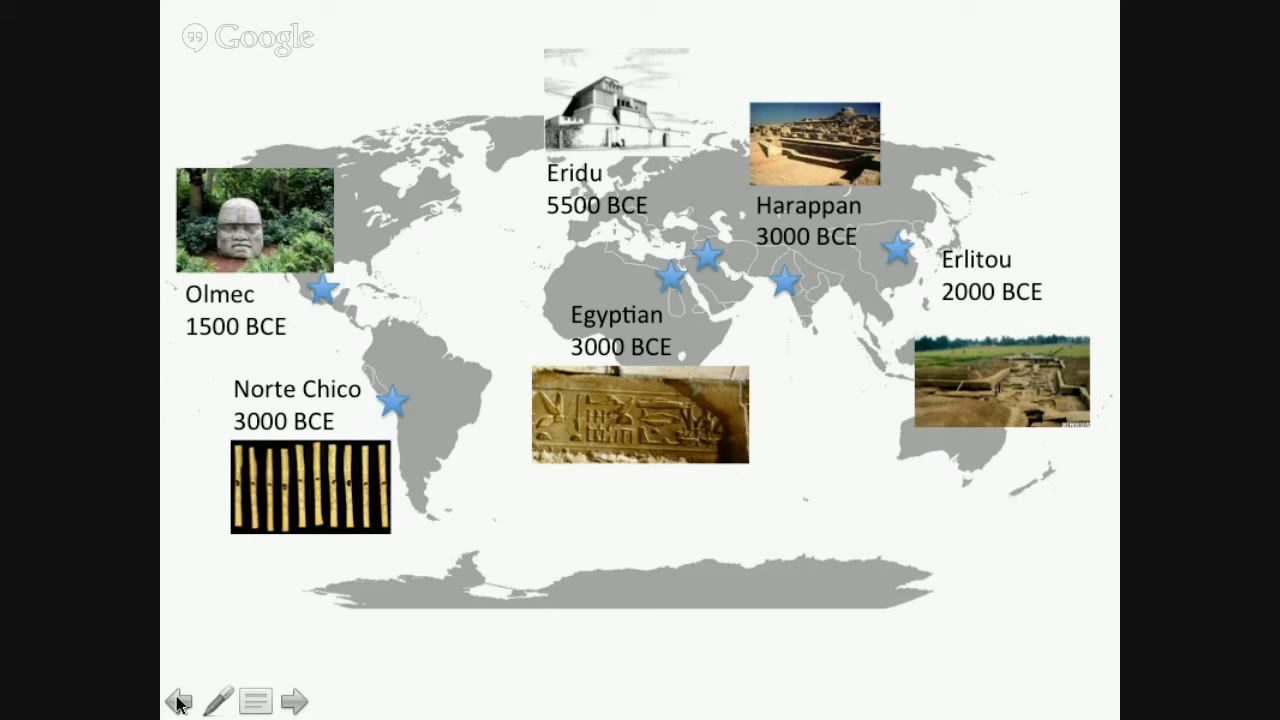 Google
Eridu
5500 BCE
Harappan
3000 BCE
Erlitou
2000 BCE
Olmec
1500 BCE
Egyptian
3000 BCE
Norte Chico
3000 BCE
XINHUA